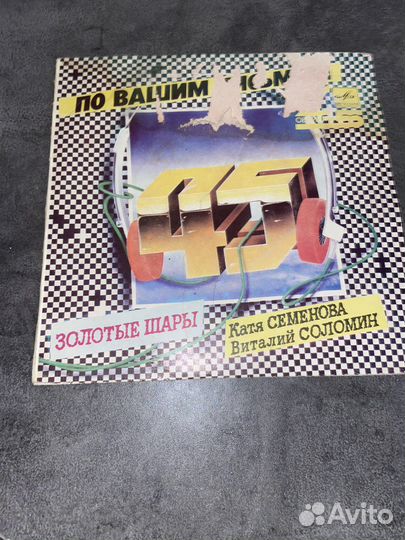 ПО ВАШИМ
45
ЗОЛОТЫЕ ШАРЫ
Катя СЕМЕНОВА
Виталий СОЛОМИН
Avito